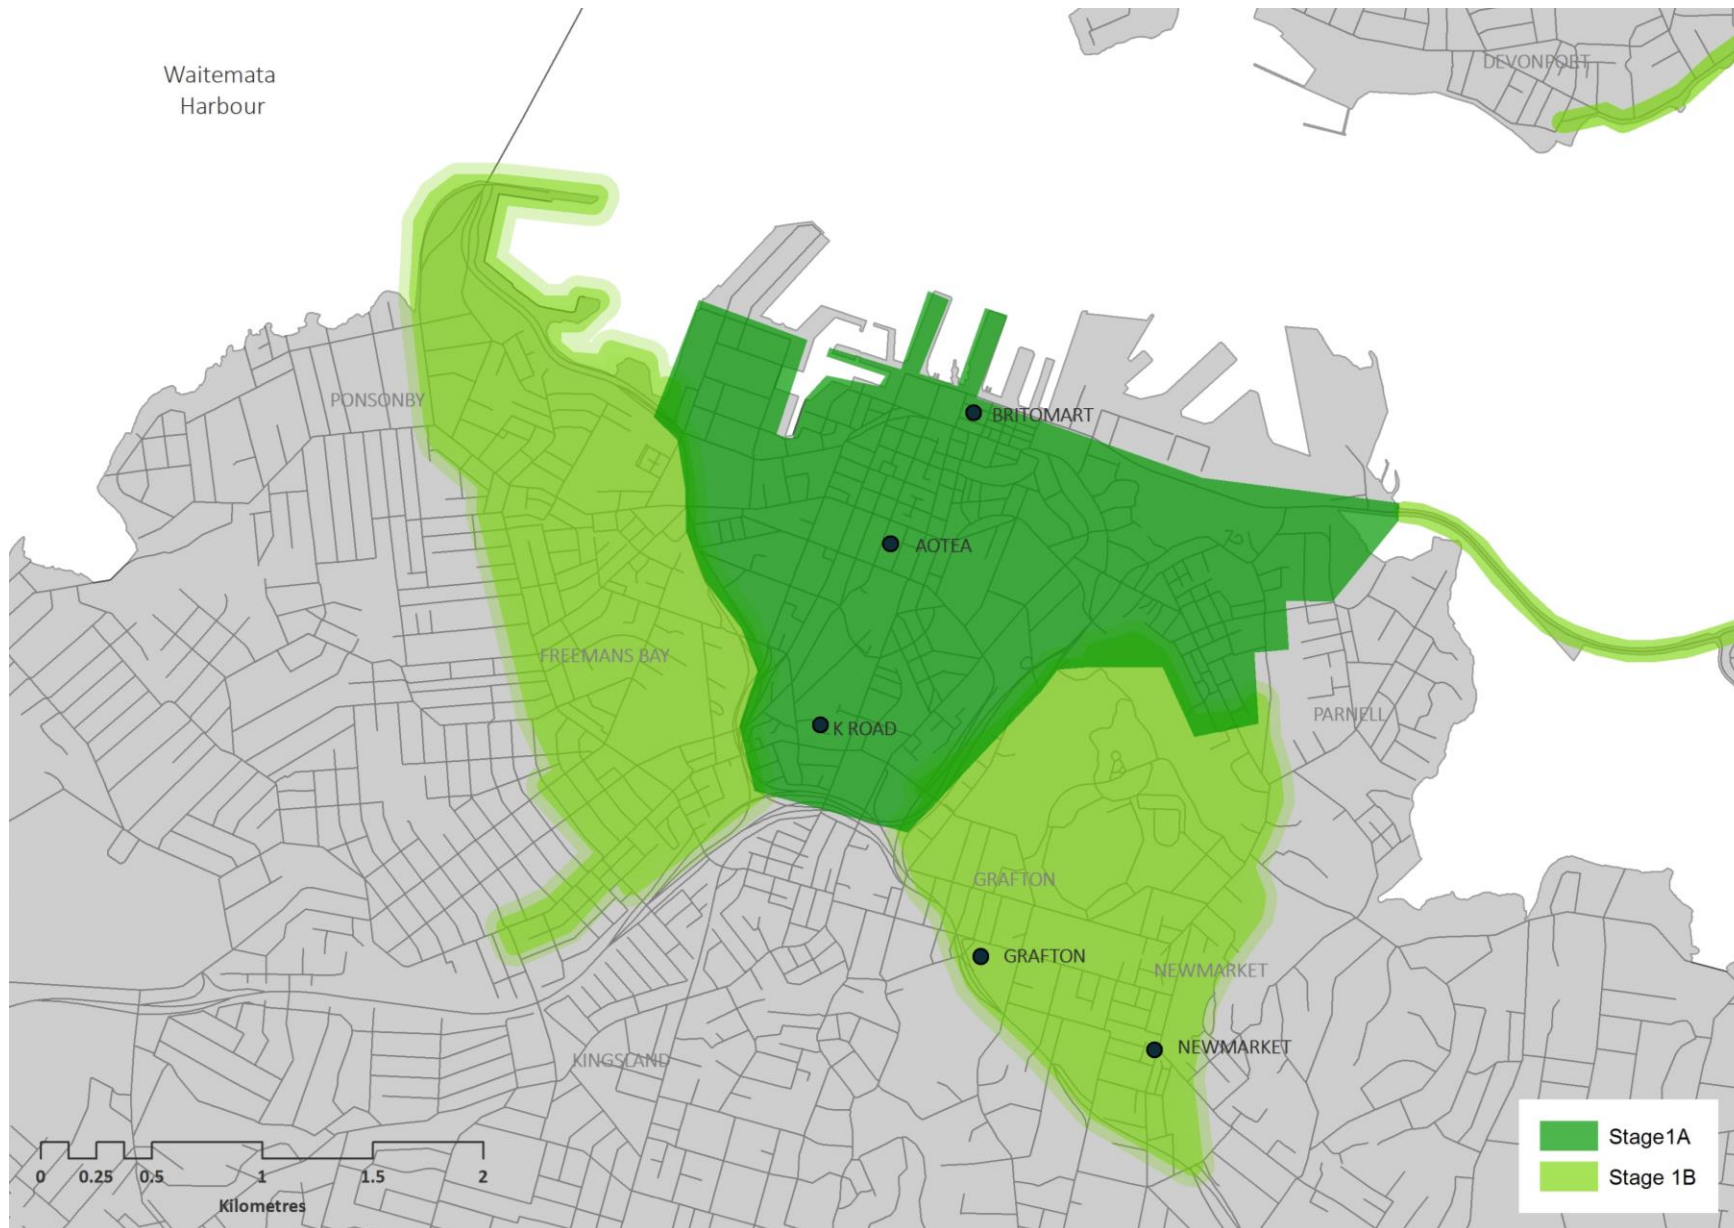 Waitemata
Harbour
DEVONPORT
PONSONBY
BRITOMART
AOTEA
FREEMANS BAY
PARNELL
K ROAD
GRAFTON
GRAFTON
NEWMARKET
NEWMARKET
KINGSLAND
Stage1A
Stage 1B
0 0.25 0.5 1 1.5 2
Kilometres